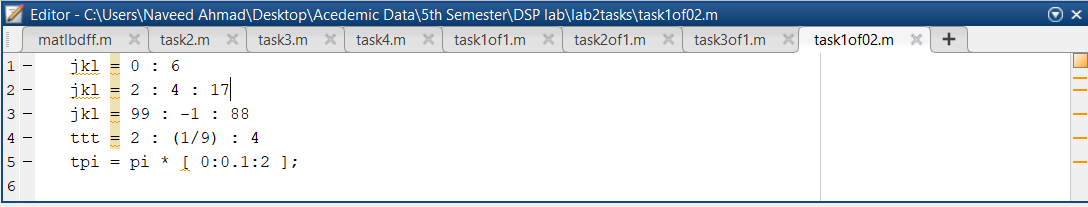 Editor - C:\Users\Naveed Ahmad\Desktop\Acedemic Data\5th Semester\DSP lab\lab2tasks\task1of02.m
matlbdff.m task2.m task3.m task4.m task1of1.m task2of1.m task3of1.m task1of02.m +
1 - jkl = 0 : 6
2 - jkl = 2 : 4 : 17
3 - jkl = 99 : -1 : 88
4 - ttt = 2 : (1/9) : 4
5 - tpi = pi * [ 0:0.1:2 ];
6